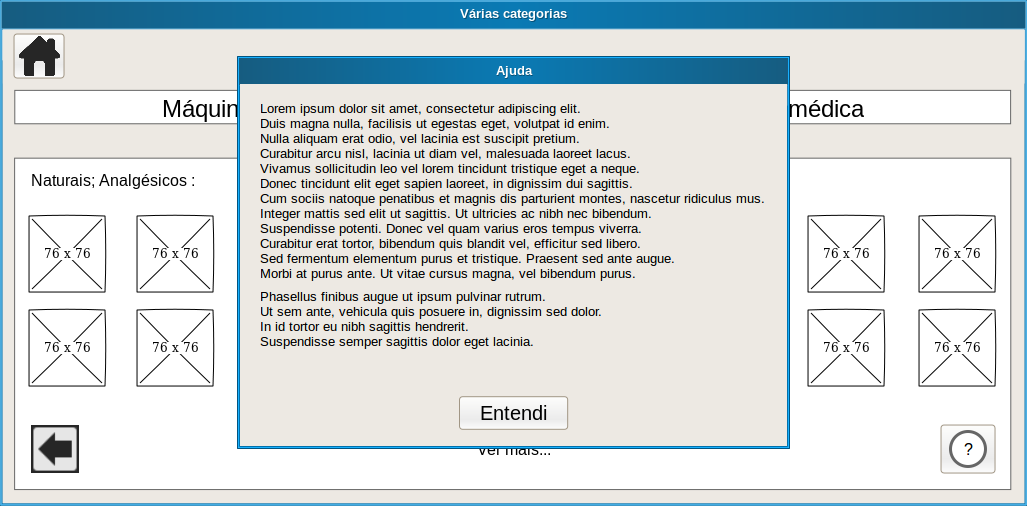 Várias categorias
Ajuda
Máquin
médica
Lorem ipsum dolor sit amet, consectetur adipiscing elit.
Duis magna nulla, facilisis ut egestas eget, volutpat id enim.
Nulla aliquam erat odio, vel lacinia est suscipit pretium.
Curabitur arcu nisl, lacinia ut diam vel, malesuada laoreet lacus.
Vivamus sollicitudin leo vel lorem tincidunt tristique eget a neque.
Donec tincidunt elit eget sapien laoreet, in dignissim dui sagittis.
Cum sociis natoque penatibus et magnis dis parturient montes, nascetur ridiculus mus.
Integer mattis sed elit ut sagittis. Ut ultricies ac nibh nec bibendum.
Suspendisse potenti. Donec vel quam varius eros tempus viverra.
Curabitur erat tortor, bibendum quis blandit vel, efficitur sed libero.
Sed fermentum elementum purus et tristique. Praesent sed ante augue.
Morbi at purus ante. Ut vitae cursus magna, vel bibendum purus.
Phasellus finibus augue ut ipsum pulvinar rutrum.
Ut sem ante, vehicula quis posuere in, dignissim sed dolor.
In id tortor eu nibh sagittis hendrerit.
Suspendisse semper sagittis dolor eget lacinia.
Entendi
Naturais; Analgésicos :
76 x 76 76 x 76 76 x 76 76 x 76
76 x 76 76 x 76 76 x 76 76 x 76
Ver mais...
?